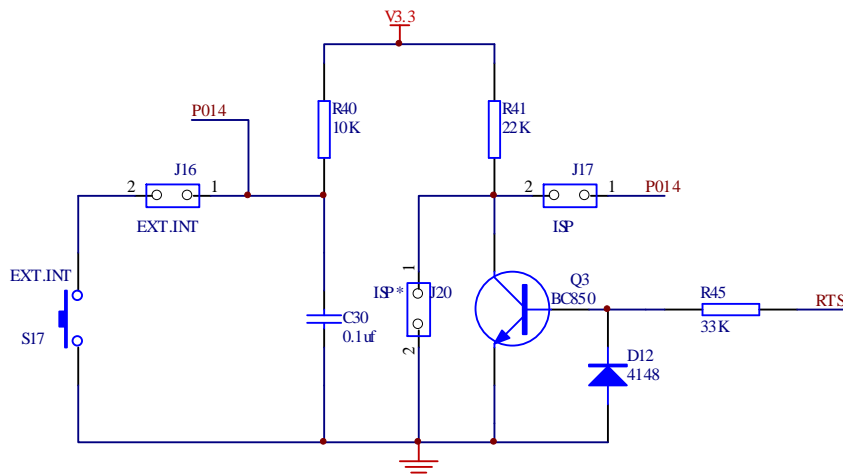 V3.3
R40
10K
R41
22K
P014
J16
2
1
EXT.INT
J17
2
1
P014
ISP
EXT.INT
S17
C30
0.1uf
1
ISP*
J20
2
Q3
BC850
R45
33K
RTS
D12
4148